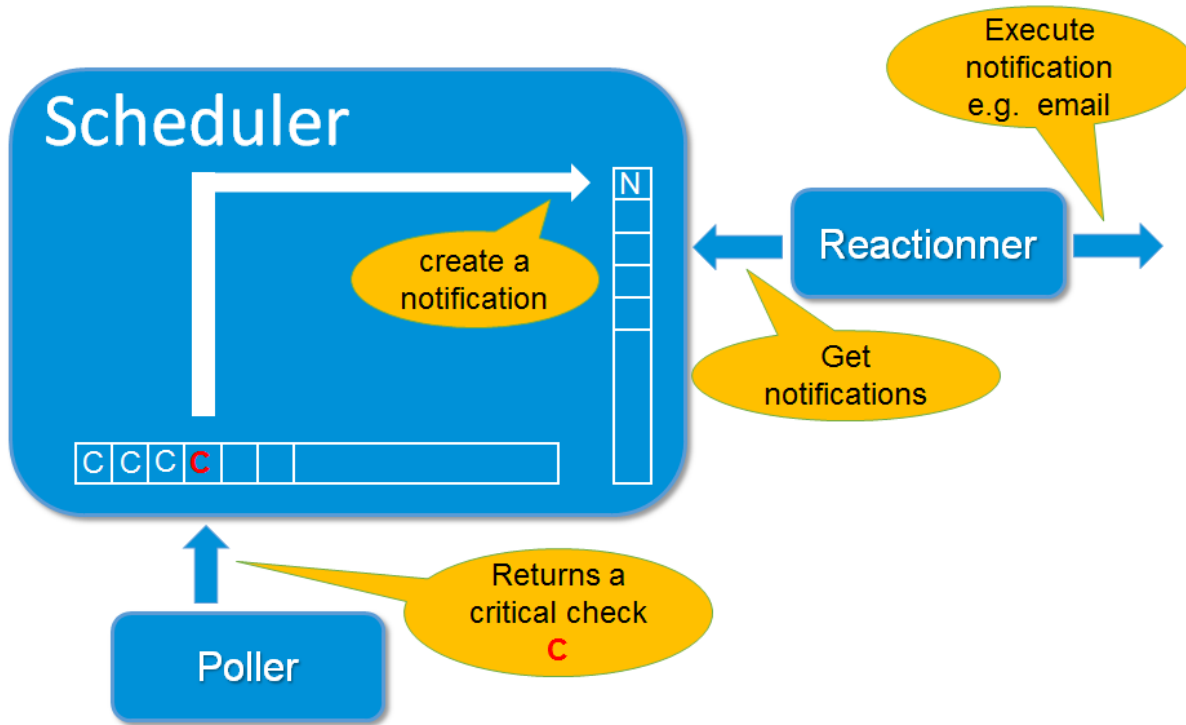 Execute
notification
e.g. email
Scheduler
N
Reactionner
create a
notification
Get
notifications
C C C C
Returns a
critical check
C
Poller